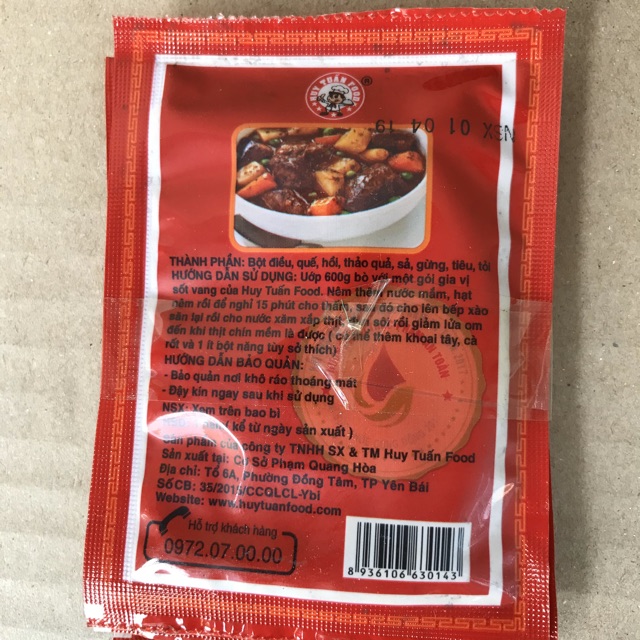 HUY TUẤN FOOD
®
NSX 01 04 19
THÀNH PHẦN: Bột điều, quế, hồi, thảo quả, sả, gừng, tiêu, tỏi
HƯỚNG DẪN SỬ DỤNG: Ướp 600g bò với một gói gia vị
sốt vang của Huy Tuấn Food. Nêm thêm nước mắm, hạt
nêm rồi để nghỉ 15 phút cho thấm, sau đó cho lên bếp xào
săn lại rồi cho nước xăm xắp thịt, đun sôi rồi giảm lửa om
đến khi thịt chín mềm là được ( có thể thêm khoai tây, cà
rốt và 1 ít bột năng tùy sở thích)
HƯỚNG DẪN BẢO QUẢN:
- Bảo quản nơi khô ráo thoáng mát
- Đậy kín ngay sau khi sử dụng
NSX: Xem trên bao bì
( kể từ ngày sản xuất )
Sản phẩm của công ty TNHH SX & TM Huy Tuấn Food
Sản xuất tại: Cơ Sở Phạm Quang Hòa
Địa chỉ: Tổ 6A, Phường Đồng Tâm, TP Yên Bái
Số CB: 35/2016/CCQLCL-Ybi
Website: www.huytuanfood.com
Hỗ trợ khách hàng
0972.07.00.00
8 936106 630143